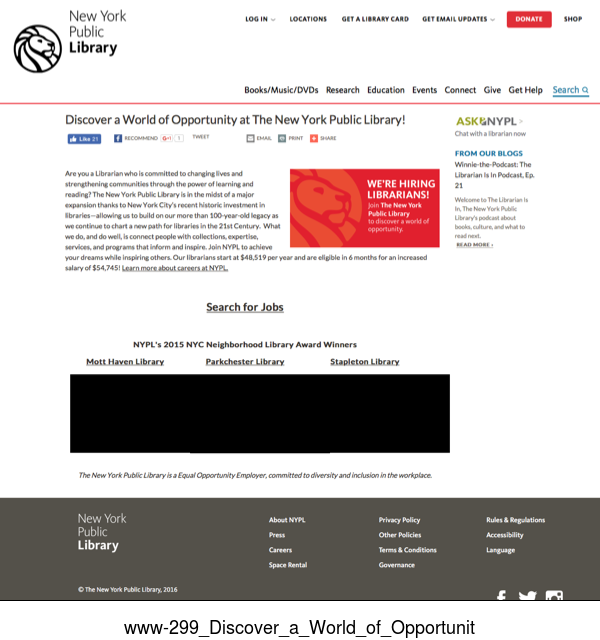 New York
Public
Library
LOG IN
LOCATIONS
GET A LIBRARY CARD
GET EMAIL UPDATES
DONATE
SHOP
Books/Music/DVDs Research Education Events Connect Give Get Help Search
Discover a World of Opportunity at The New York Public Library!
Like 21
RECOMMEND
G+1
1
TWEET
EMAIL
PRINT
SHARE
Are you a Librarian who is committed to changing lives and
strengthening communities through the power of learning and
reading? The New York Public Library is in the midst of a major
expansion thanks to New York City's recent historic investment in
libraries—allowing us to build on our more than 100-year-old legacy as
we continue to chart a new path for libraries in the 21st Century. What
we do, and do well, is connect people with collections, expertise,
services, and programs that inform and inspire. Join NYPL to achieve
your dreams while inspiring others. Our librarians start at $48,519 per year and are eligible in 6 months for an increased
salary of $54,745! Learn more about careers at NYPL.
WE'RE HIRING
LIBRARIANS!
Join The New York
Public Library
to discover a world of
opportunity.
ASK NYPL
Chat with a librarian now
FROM OUR BLOGS
Winnie-the-Podcast: The
Librarian Is In Podcast, Ep.
21
Welcome to The Librarian Is
In, The New York Public
Library's podcast about
books, culture, and what to
read next.
READ MORE ›
Search for Jobs
NYPL's 2015 NYC Neighborhood Library Award Winners
Mott Haven Library
Parkchester Library
Stapleton Library
The New York Public Library is a Equal Opportunity Employer, committed to diversity and inclusion in the workplace.
New York
Public
Library
About NYPL
Press
Careers
Space Rental
Privacy Policy
Other Policies
Terms & Conditions
Governance
Rules & Regulations
Accessibility
Language
© The New York Public Library, 2016
www-299_Discover_a_World_of_Opportunit